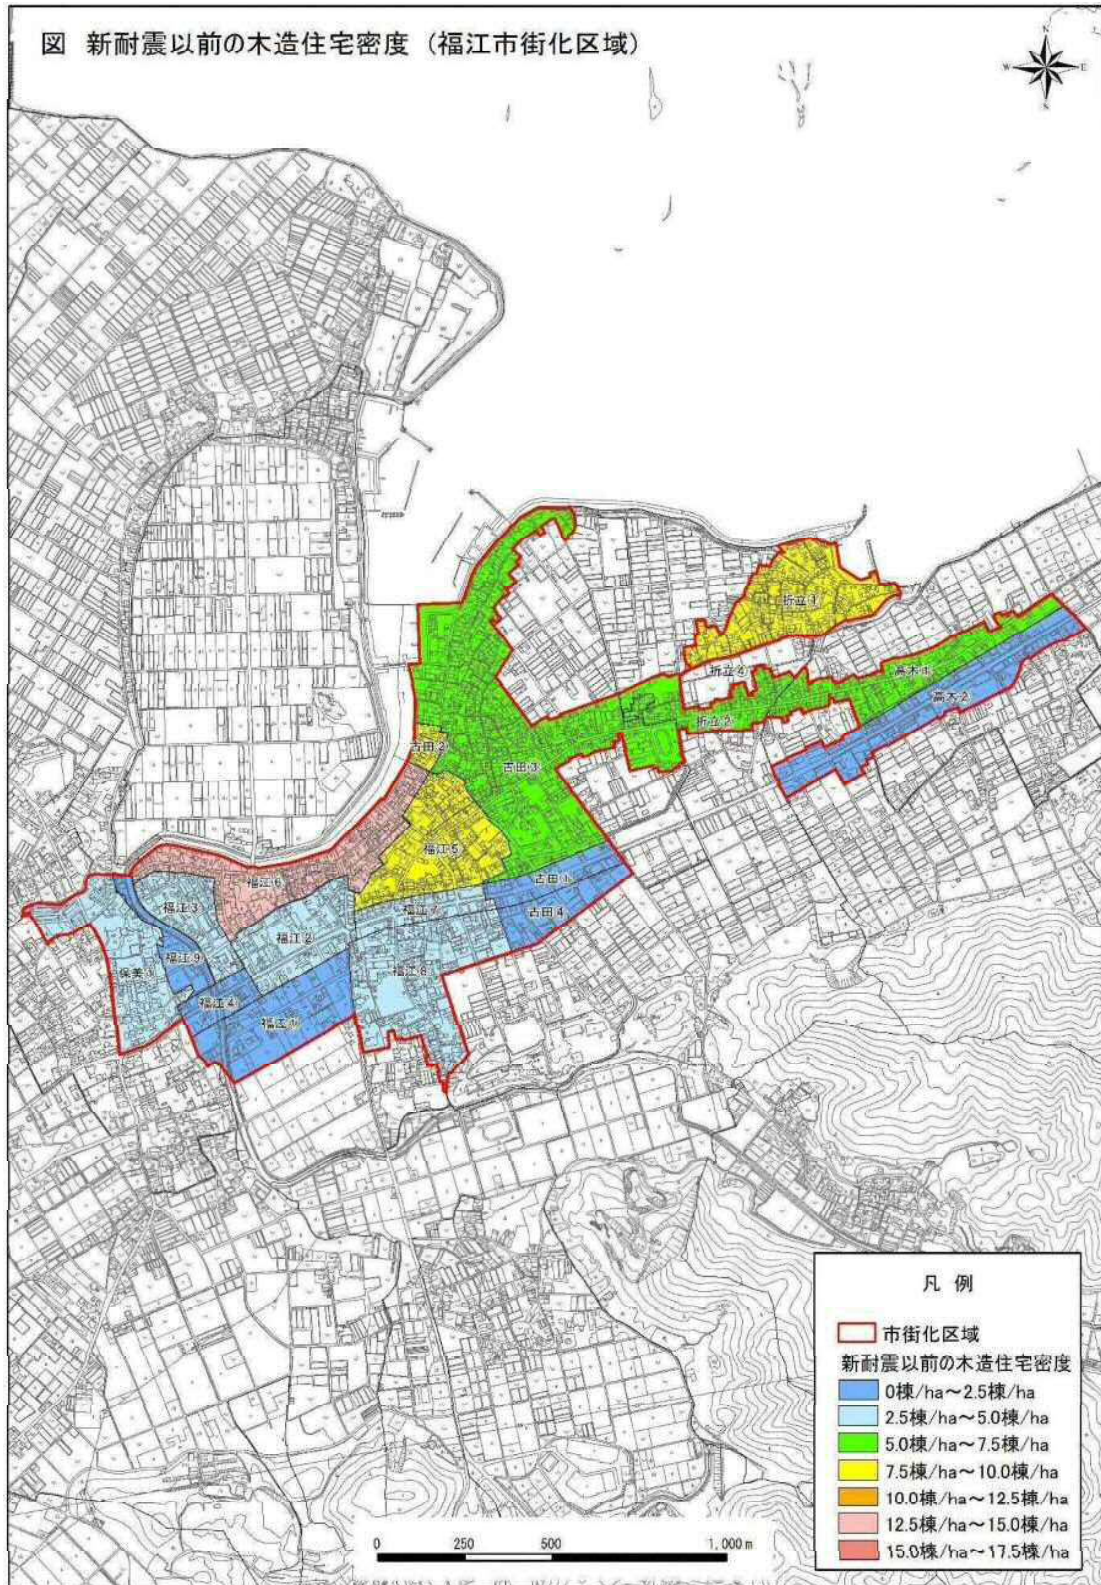 図 新耐震以前の木造住宅密度（福江市街化区域）
N
W
E
折立①
折立④
高木①
折立②
高木②
古田②
古田③
福江⑤
福江⑥
古田①
福江③
福江⑦
古田④
福江②
福江⑨
福江⑧
保美①
福江④
福江①
凡 例
市街化区域
新耐震以前の木造住宅密度
0棟/ha～2.5棟/ha
2.5棟/ha～5.0棟/ha
5.0棟/ha～7.5棟/ha
7.5棟/ha～10.0棟/ha
10.0棟/ha～12.5棟/ha
12.5棟/ha～15.0棟/ha
15.0棟/ha～17.5棟/ha
0 250 500 1,000 m